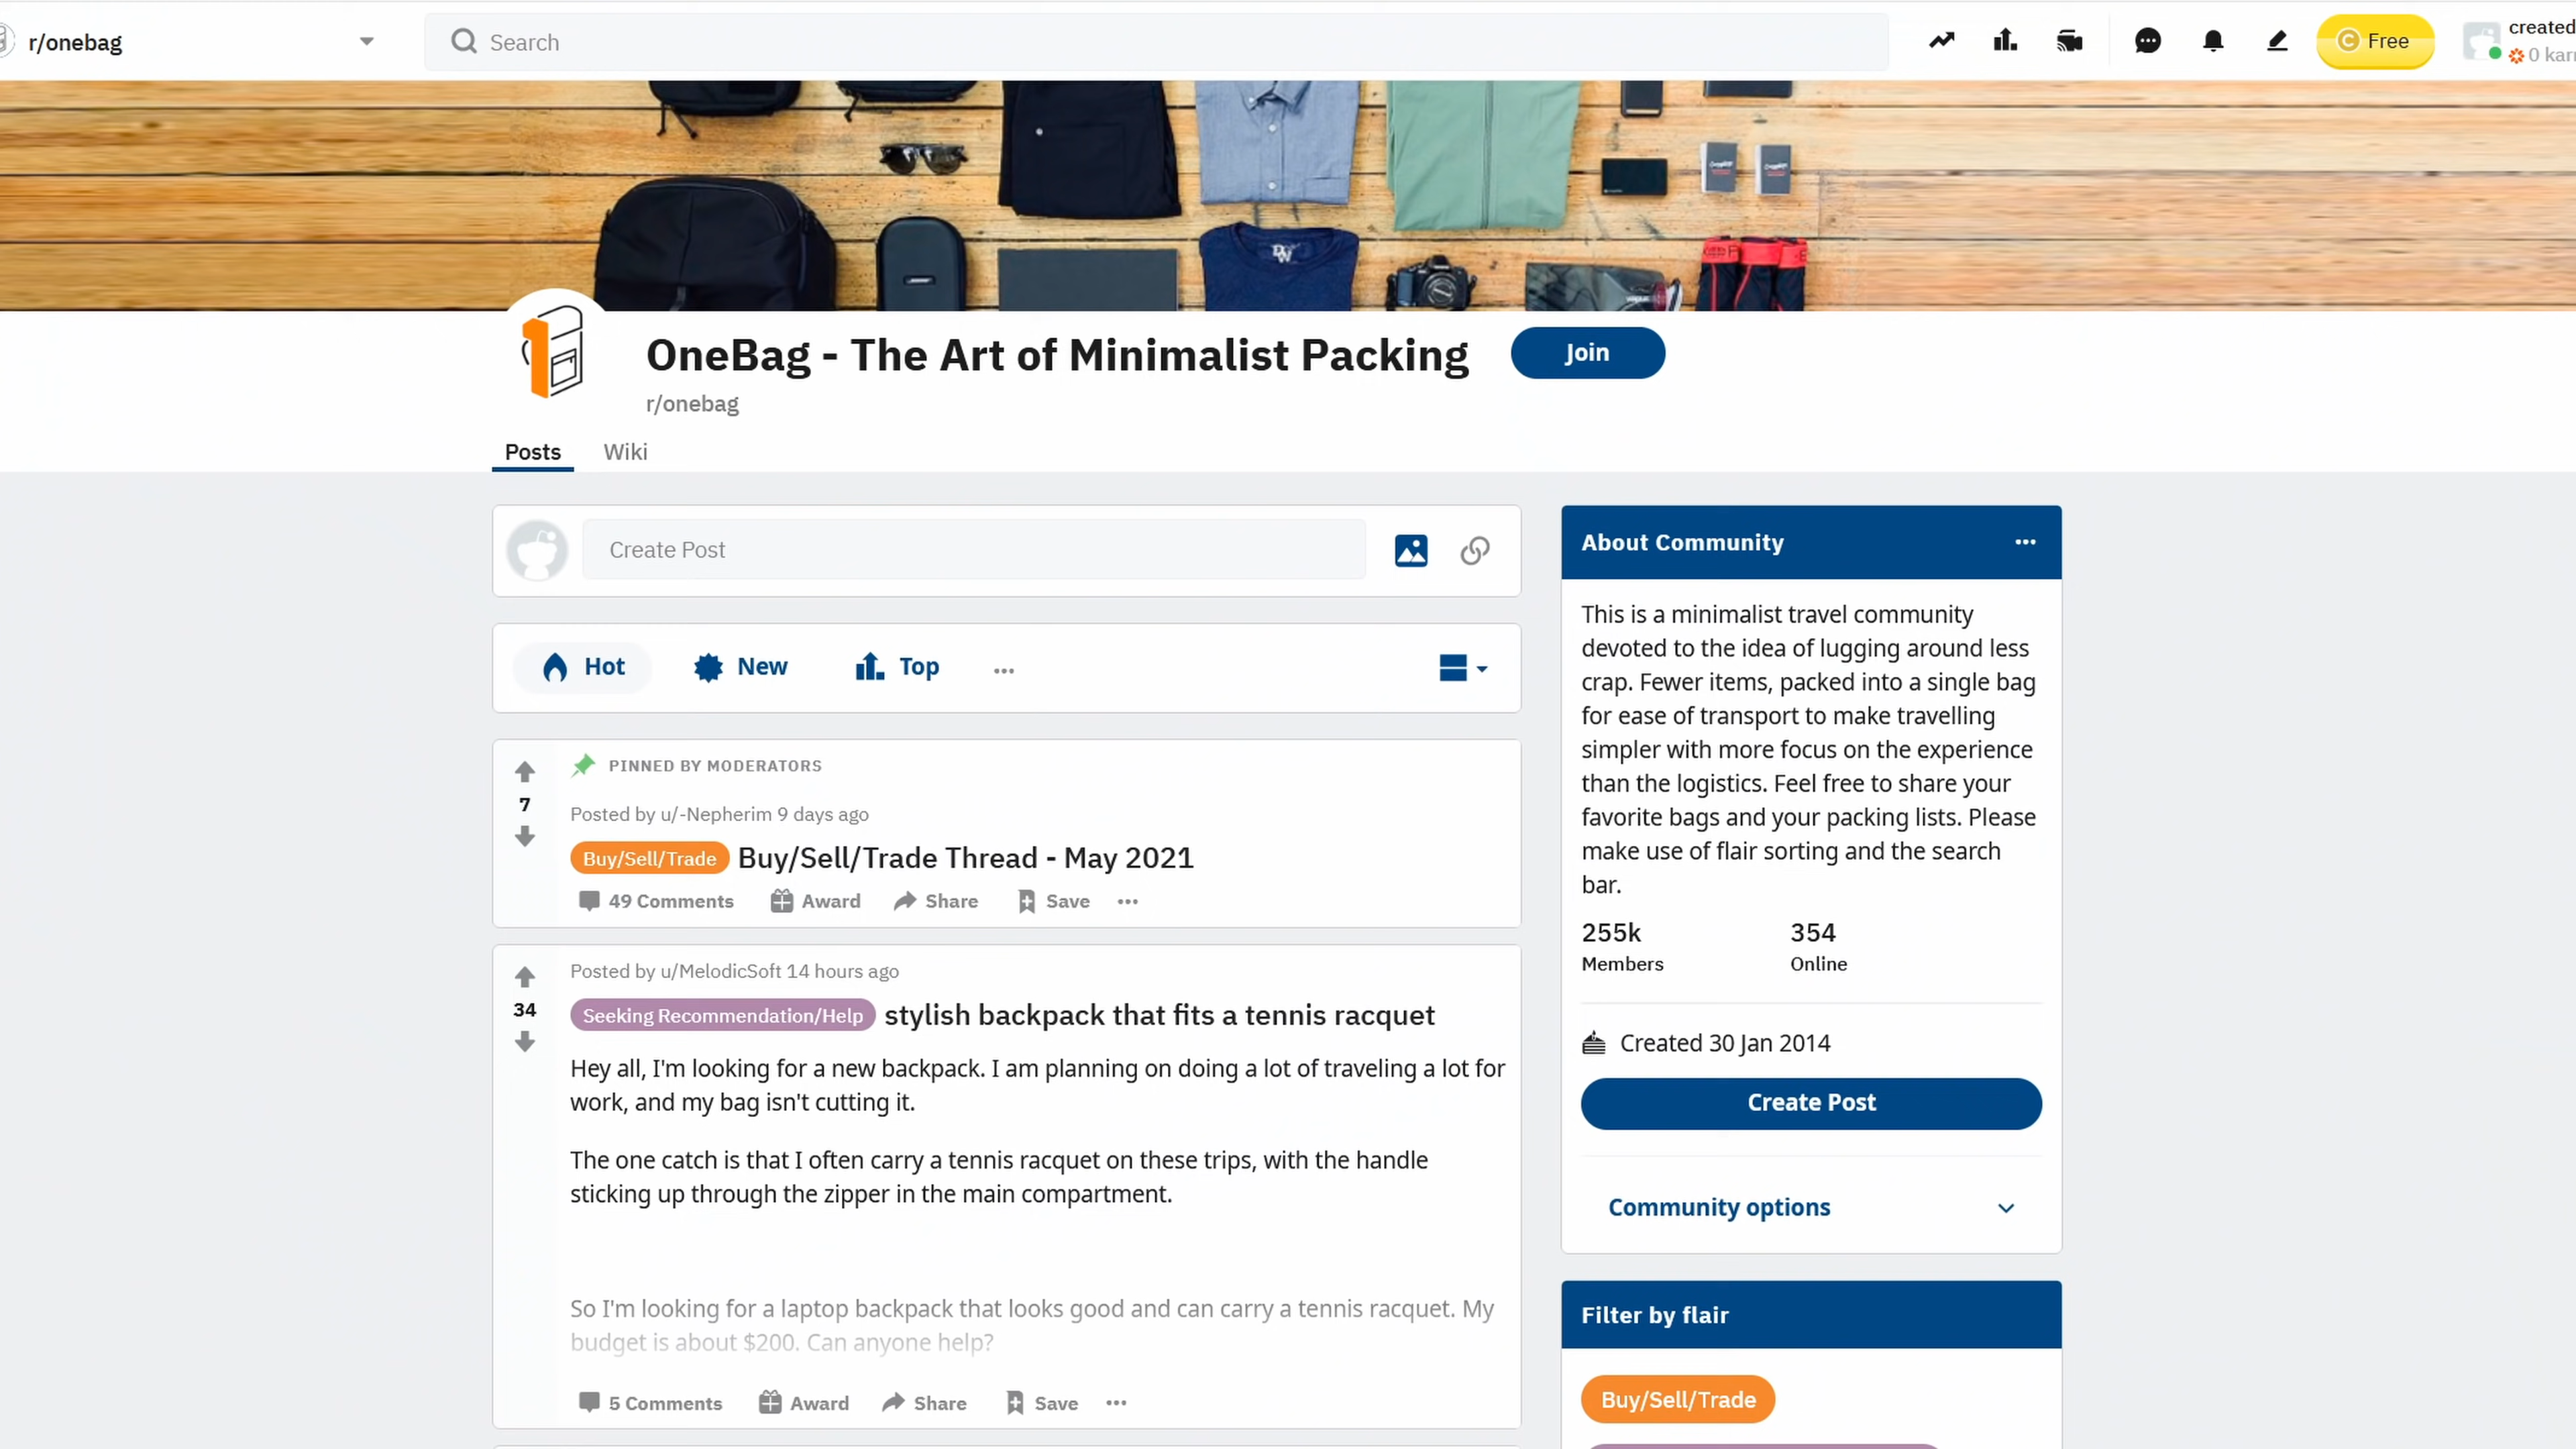 r/onebag
Search
Free
created
0 kar
OneBag - The Art of Minimalist Packing
Join
r/onebag
Posts
Wiki
Create Post
Hot
New
Top
PINNED BY MODERATORS
7
Posted by u/-Nepherim 9 days ago
Buy/Sell/Trade Buy/Sell/Trade Thread - May 2021
49 Comments Award Share Save
Posted by u/MelodicSoft 14 hours ago
34
Seeking Recommendation/Help stylish backpack that fits a tennis racquet
Hey all, I'm looking for a new backpack. I am planning on doing a lot of traveling a lot for
work, and my bag isn't cutting it.
The one catch is that I often carry a tennis racquet on these trips, with the handle
sticking up through the zipper in the main compartment.
So I'm looking for a laptop backpack that looks good and can carry a tennis racquet. My
budget is about $200. Can anyone help?
5 Comments Award Share Save
About Community
This is a minimalist travel community
devoted to the idea of lugging around less
crap. Fewer items, packed into a single bag
for ease of transport to make travelling
simpler with more focus on the experience
than the logistics. Feel free to share your
favorite bags and your packing lists. Please
make use of flair sorting and the search
bar.
255k 354
Members Online
Created 30 Jan 2014
Create Post
Community options
Filter by flair
Buy/Sell/Trade